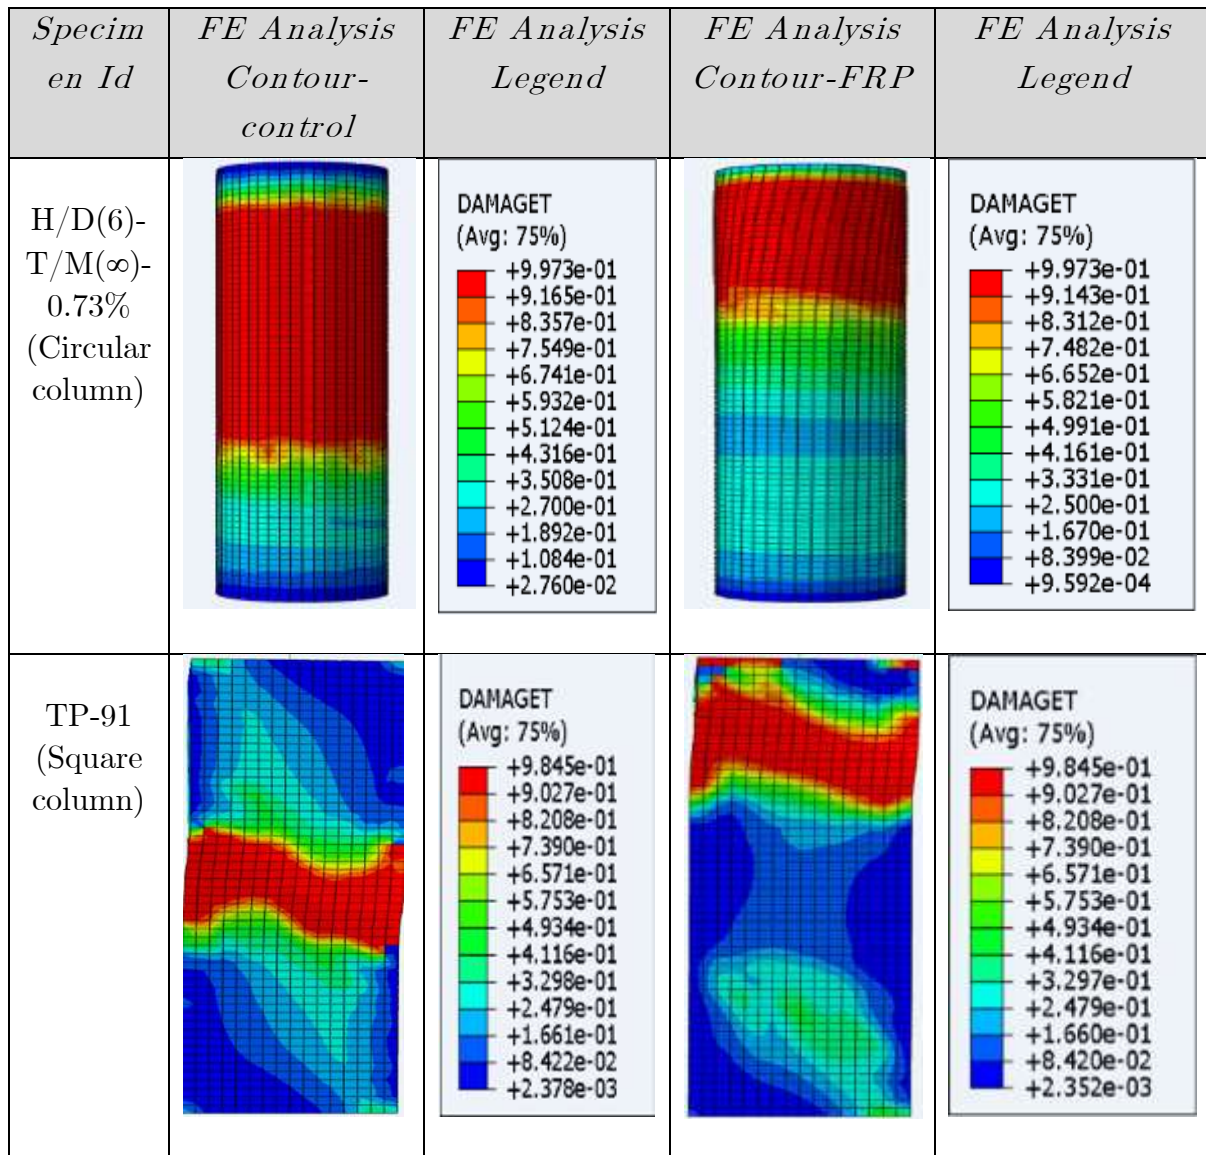 Specim
en Id
FE Analysis
Contour-
control
FE Analysis
Legend
FE Analysis
Contour-FRP
FE Analysis
Legend
H/D(6)-
T/M(∞)-
0.73%
(Circular
column)
DAMAGET
(Avg: 75%)
+9.973e-01
+9.165e-01
+8.357e-01
+7.549e-01
+6.741e-01
+5.932e-01
+5.124e-01
+4.316e-01
+3.508e-01
+2.700e-01
+1.892e-01
+1.084e-01
+2.760e-02
DAMAGET
(Avg: 75%)
+9.973e-01
+9.143e-01
+8.312e-01
+7.482e-01
+6.652e-01
+5.821e-01
+4.991e-01
+4.161e-01
+3.331e-01
+2.500e-01
+1.670e-01
+8.399e-02
+9.592e-04
TP-91
(Square
column)
DAMAGET
(Avg: 75%)
+9.845e-01
+9.027e-01
+8.208e-01
+7.390e-01
+6.571e-01
+5.753e-01
+4.934e-01
+4.116e-01
+3.298e-01
+2.479e-01
+1.661e-01
+8.422e-02
+2.378e-03
DAMAGET
(Avg: 75%)
+9.845e-01
+9.027e-01
+8.208e-01
+7.390e-01
+6.571e-01
+5.753e-01
+4.934e-01
+4.116e-01
+3.297e-01
+2.479e-01
+1.660e-01
+8.420e-02
+2.352e-03